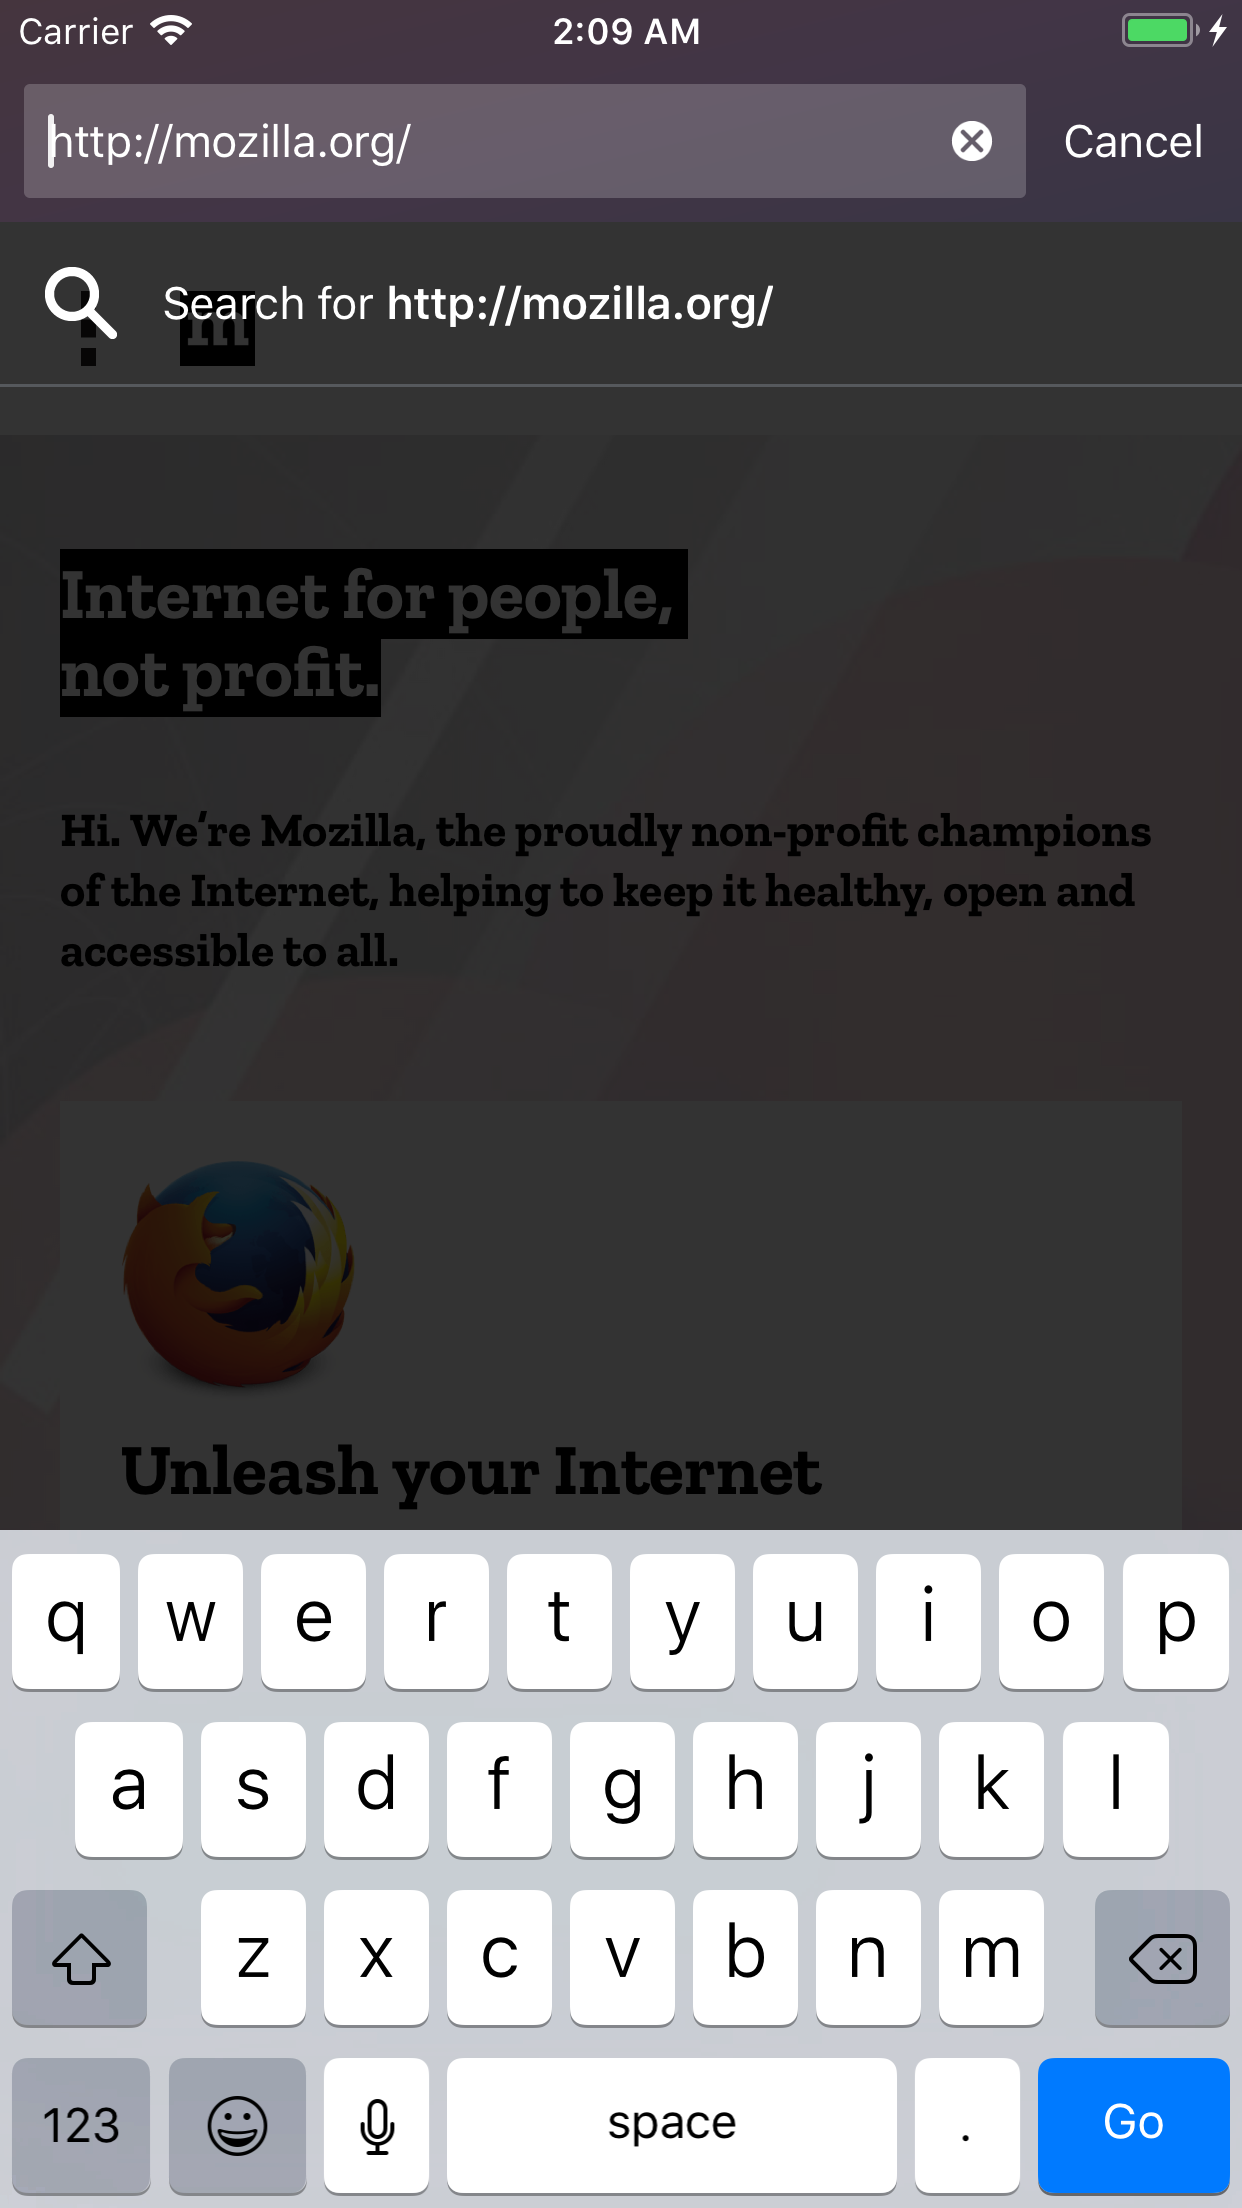 Carrier 2:09 AM
http://mozilla.org/ Cancel
Search for http://mozilla.org/
m
Internet for people,
not profit.
Hi. We’re Mozilla, the proudly non-profit champions
of the Internet, helping to keep it healthy, open and
accessible to all.
Unleash your Internet
q w e r t y u i o p
a s d f g h j k l
z x c v b n m
123 space . Go